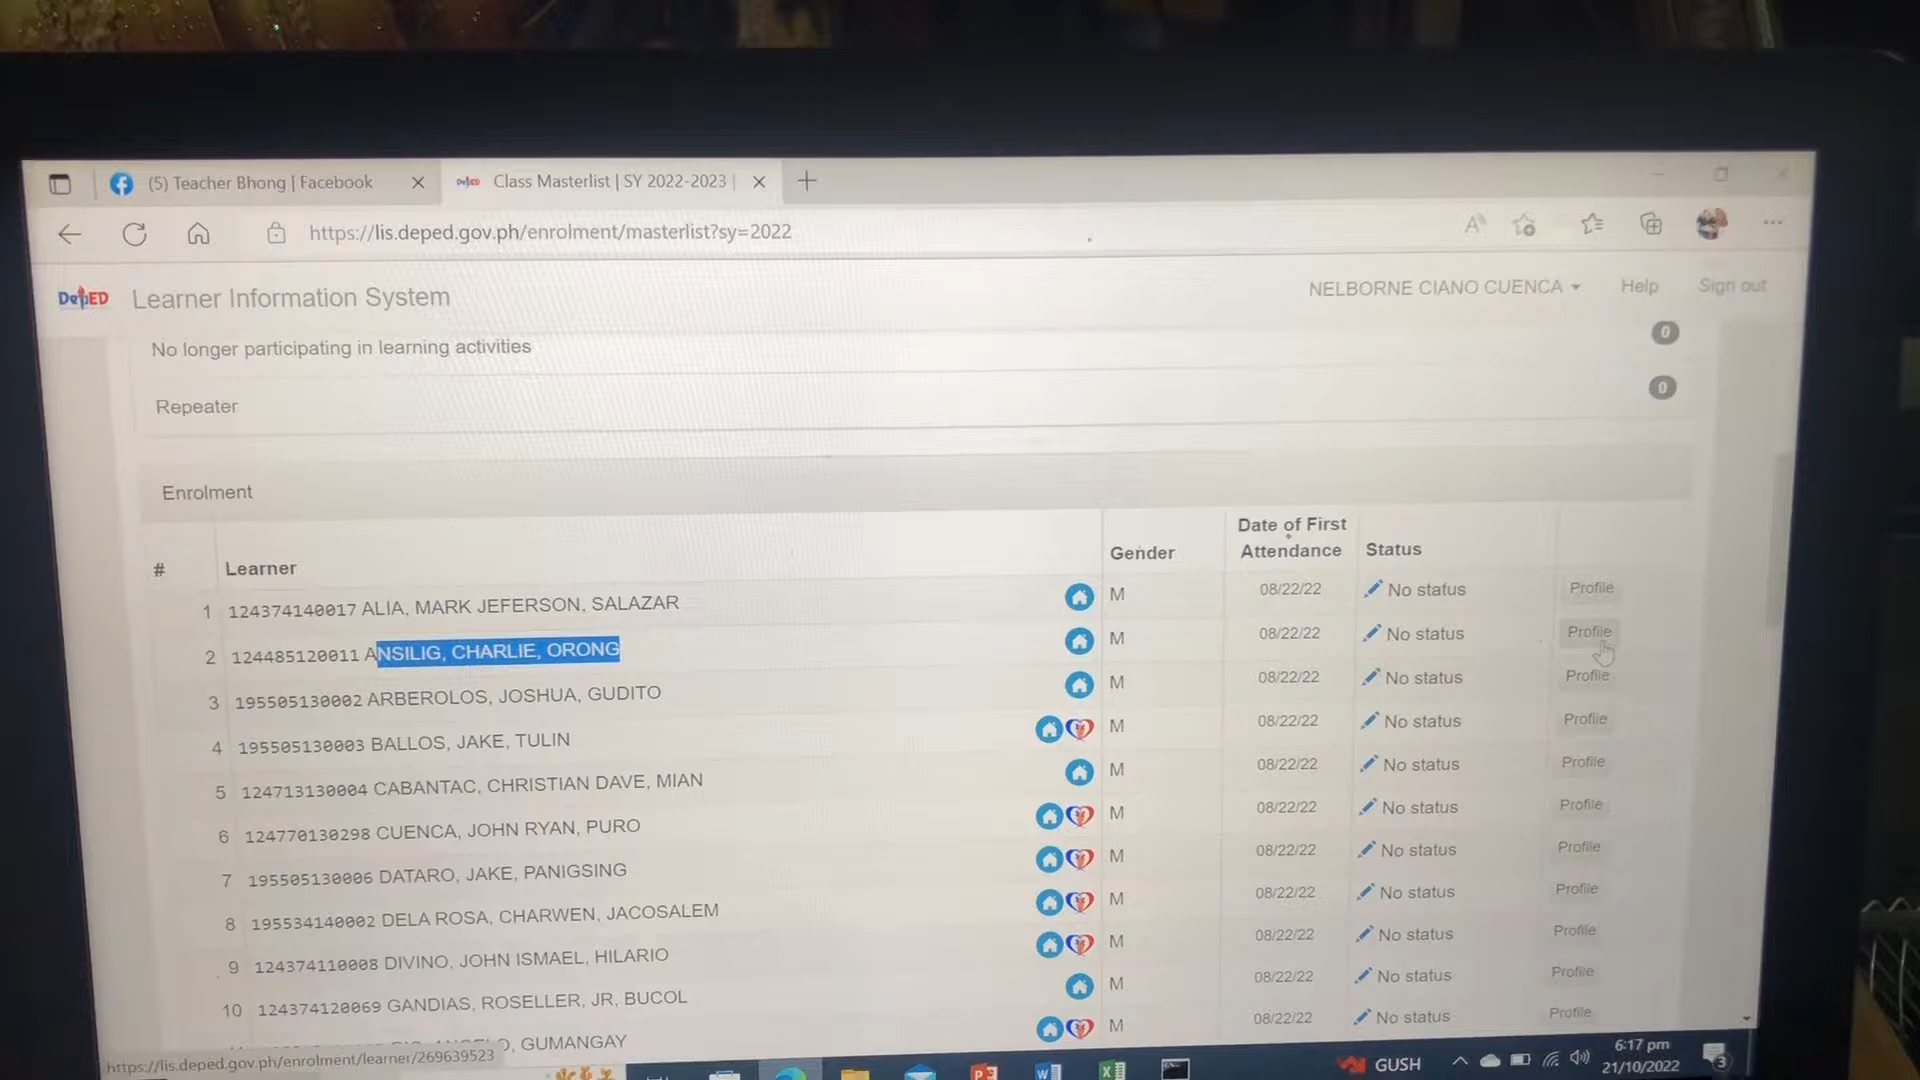 (5) Teacher Bhong | Facebook
DepED Class Masterlist | SY 2022-2023 |
https://lis.deped.gov.ph/enrolment/masterlist?sy=2022
DepED Learner Information System NELBORNE CIANO CUENCA Help Sign out
No longer participating in learning activities 0
Repeater 0
Enrolment
# Learner Gender Date of First Attendance Status
1 124374140017 ALIA, MARK JEFERSON, SALAZAR M 08/22/22 No status Profile
2 124485120011 ANSILIG, CHARLIE, ORONG M 08/22/22 No status Profile
3 195505130002 ARBEROLOS, JOSHUA, GUDITO M 08/22/22 No status Profile
4 195505130003 BALLOS, JAKE, TULIN M 08/22/22 No status Profile
5 124713130004 CABANTAC, CHRISTIAN DAVE, MIAN M 08/22/22 No status Profile
6 124770130298 CUENCA, JOHN RYAN, PURO M 08/22/22 No status Profile
7 195505130006 DATARO, JAKE, PANIGSING M 08/22/22 No status Profile
8 195534140002 DELA ROSA, CHARWEN, JACOSALEM M 08/22/22 No status Profile
9 124374110008 DIVINO, JOHN ISMAEL, HILARIO M 08/22/22 No status Profile
10 124374120069 GANDIAS, ROSELLER, JR, BUCOL M 08/22/22 No status Profile
GUMANGAY M 08/22/22 No status Profile
https://lis.deped.gov.ph/enrolment/learner/269639523
GUSH 6:17 pm
21/10/2022 3